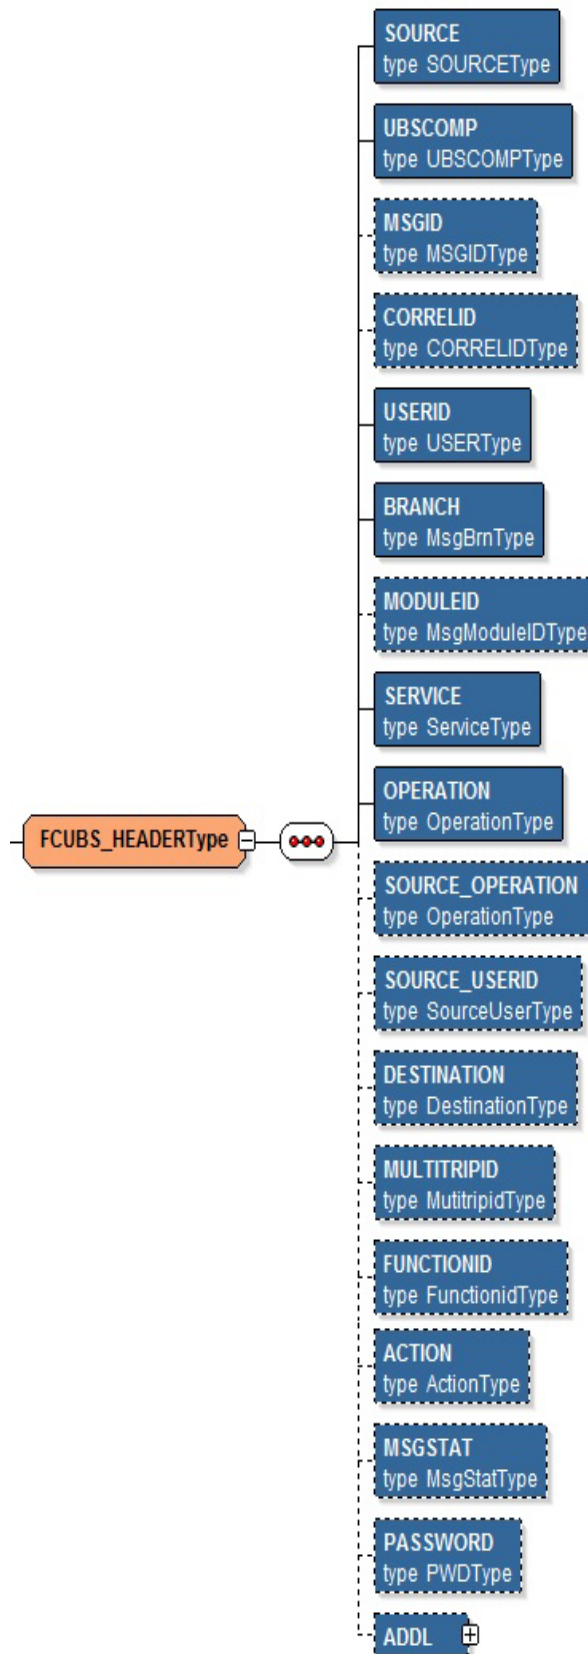 SOURCE
type SOURCEType
UBSCOMP
type UBSCOMPType
MSGID
type MSGIDType
CORRELID
type CORRELIDType
USERID
type USERType
BRANCH
type MsgBrnType
MODULEID
type MsgModuleIDType
SERVICE
type ServiceType
OPERATION
type OperationType
FCUBS_HEADERType
SOURCE_OPERATION
type OperationType
SOURCE_USERID
type SourceUserType
DESTINATION
type DestinationType
MULTITRIPID
type MutitripidType
FUNCTIONID
type FunctionidType
ACTION
type ActionType
MSGSTAT
type MsgStatType
PASSWORD
type PWDType
ADDL